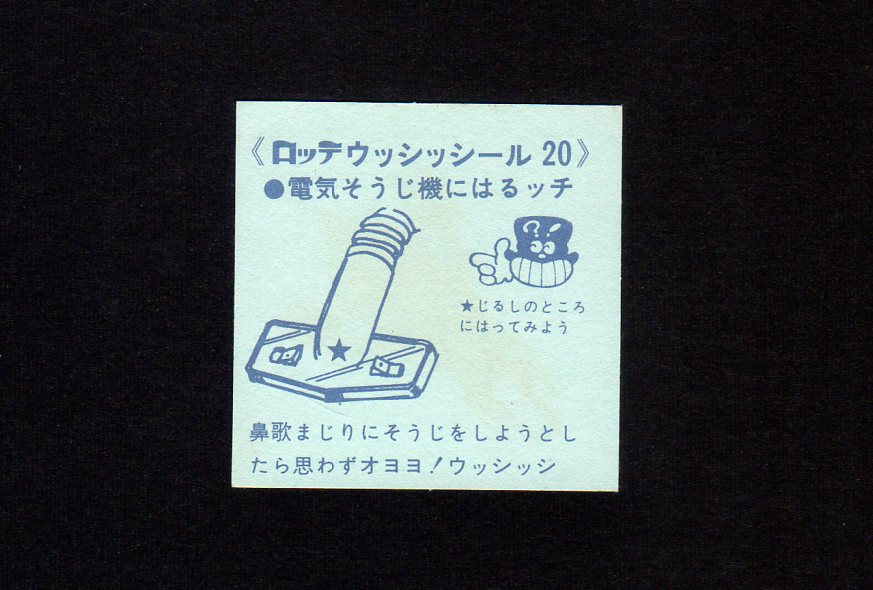 《ロッテウッシッシール 20》
●電気そうじ機にはるッチ
?!
★じるしのところ
にはってみよう
鼻歌まじりにそうじをしようとし
たら思わずオヨヨ!ウッシッシ